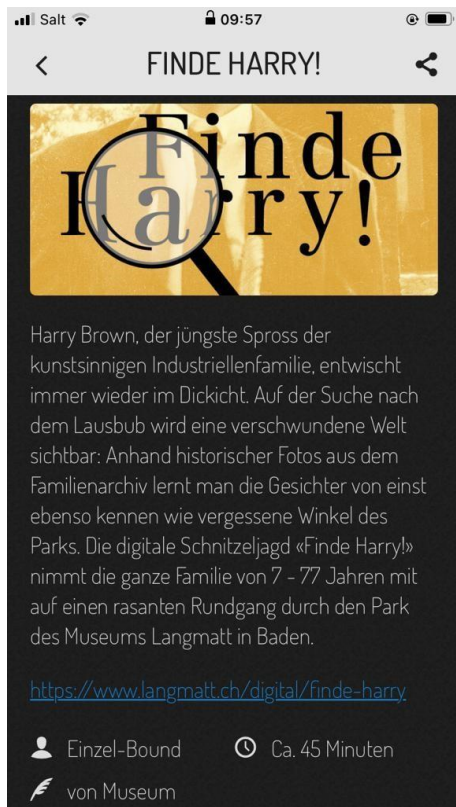 Salt 09:57
FINDE HARRY!
Finde
Harry!
Harry Brown, der jüngste Spross der
kunstsinnigen Industriellenfamilie, entwischt
immer wieder im Dickicht. Auf der Suche nach
dem Lausbub wird eine verschwundene Welt
sichtbar: Anhand historischer Fotos aus dem
Familienarchiv lernt man die Gesichter von einst
ebenso kennen wie vergessene Winkel des
Parks. Die digitale Schnitzeljagd «Finde Harry!»
nimmt die ganze Familie von 7 - 77 Jahren mit
auf einen rasanten Rundgang durch den Park
des Museums Langmatt in Baden.
https://www.langmatt.ch/digital/finde-harry
Einzel-Bound Ca. 45 Minuten
von Museum